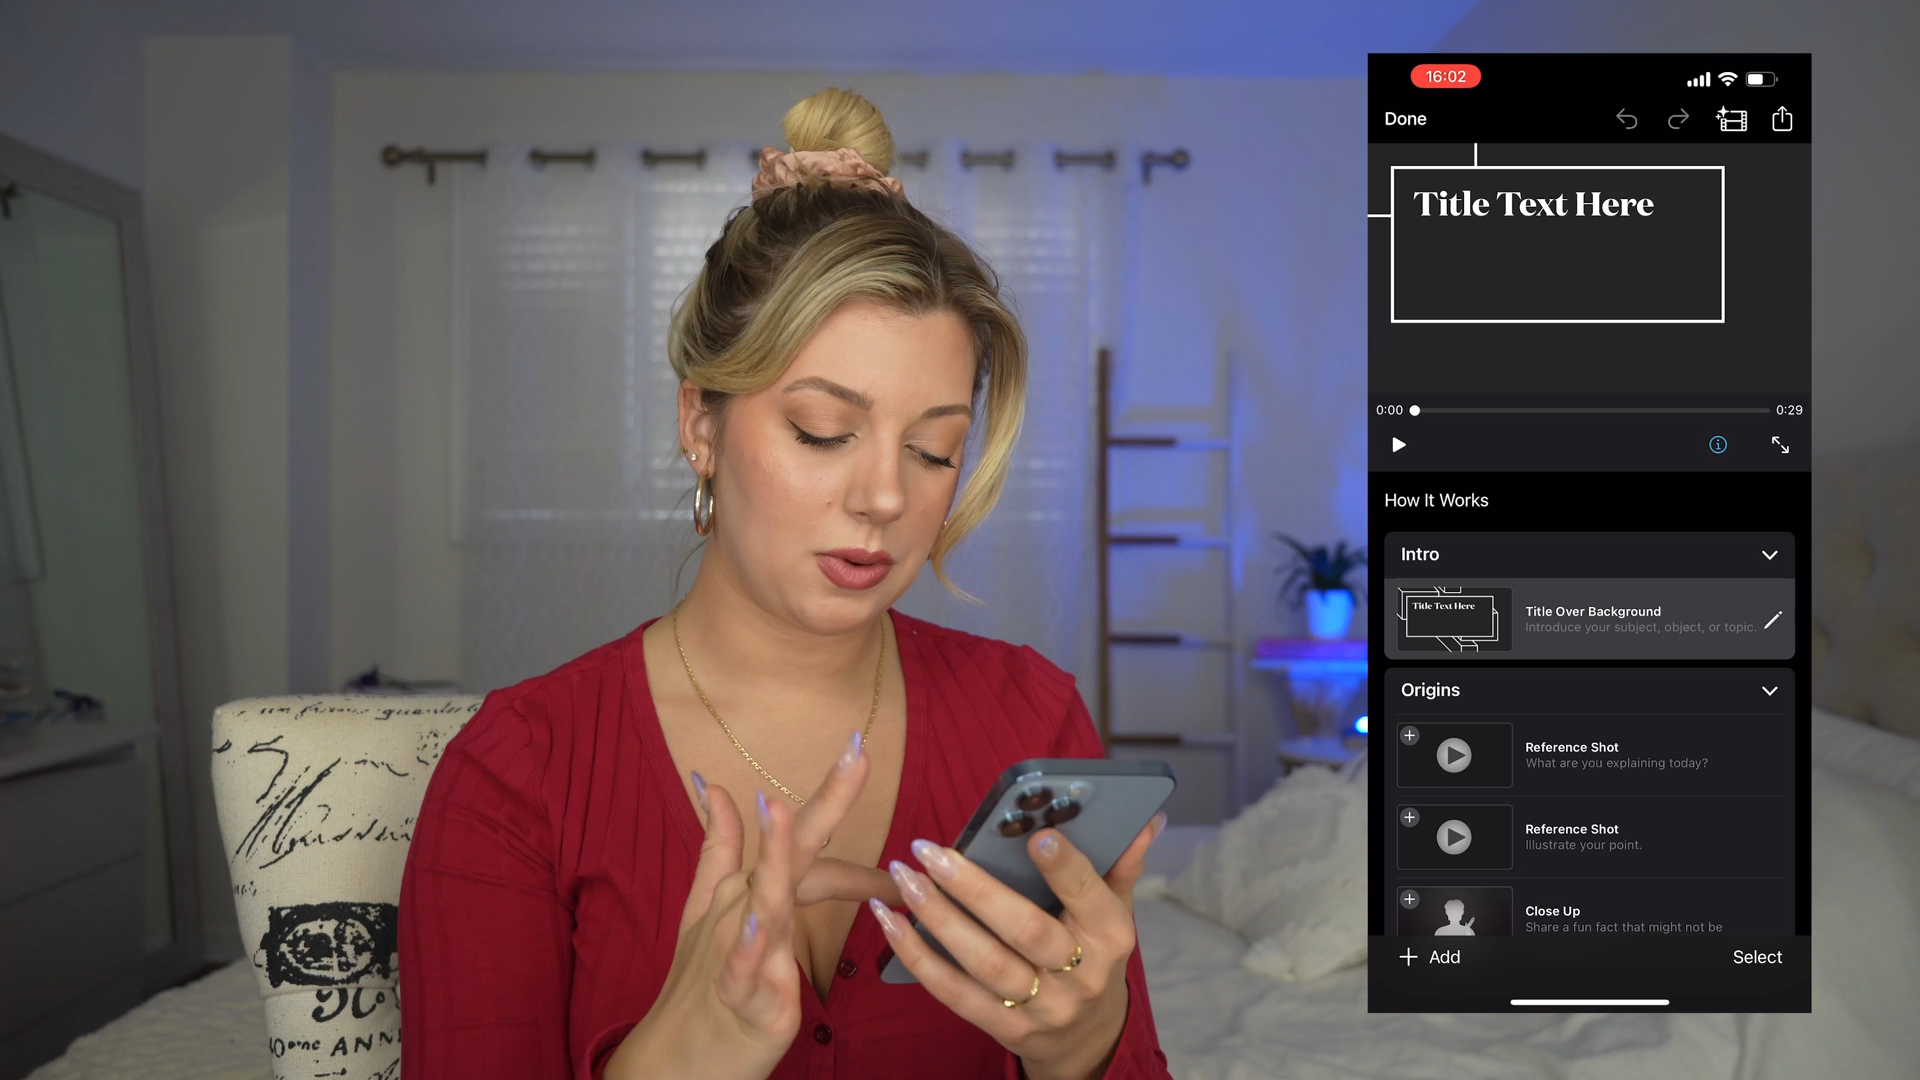 16:02
Done
Title Text Here
0:00
0:29
How It Works
Intro
Title Text Here
Title Over Background
Introduce your subject, object, or topic.
Origins
Reference Shot
What are you explaining today?
Reference Shot
Illustrate your point.
Close Up
Share a fun fact that might not be
+ Add
Select